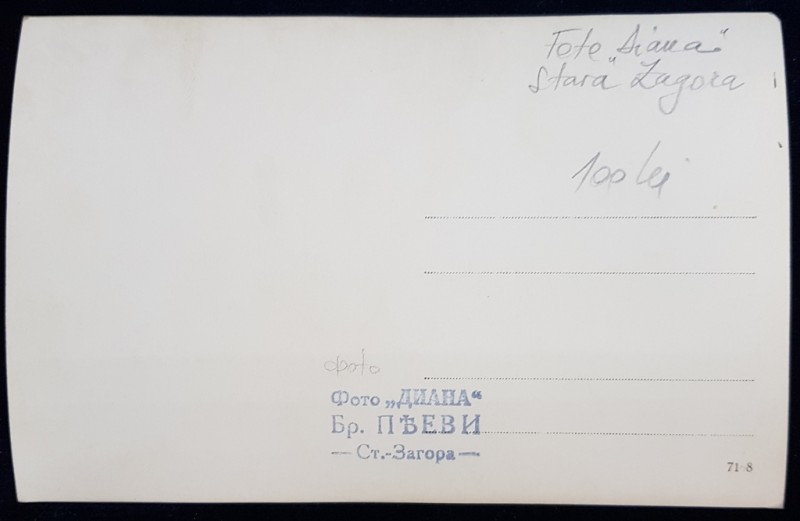 Foto „Diana“
Stara Zagora
100 lei
фото
Фото „ДИАНА“
Бр. ПѢЕВИ
— Ст.-Загора —
71-8